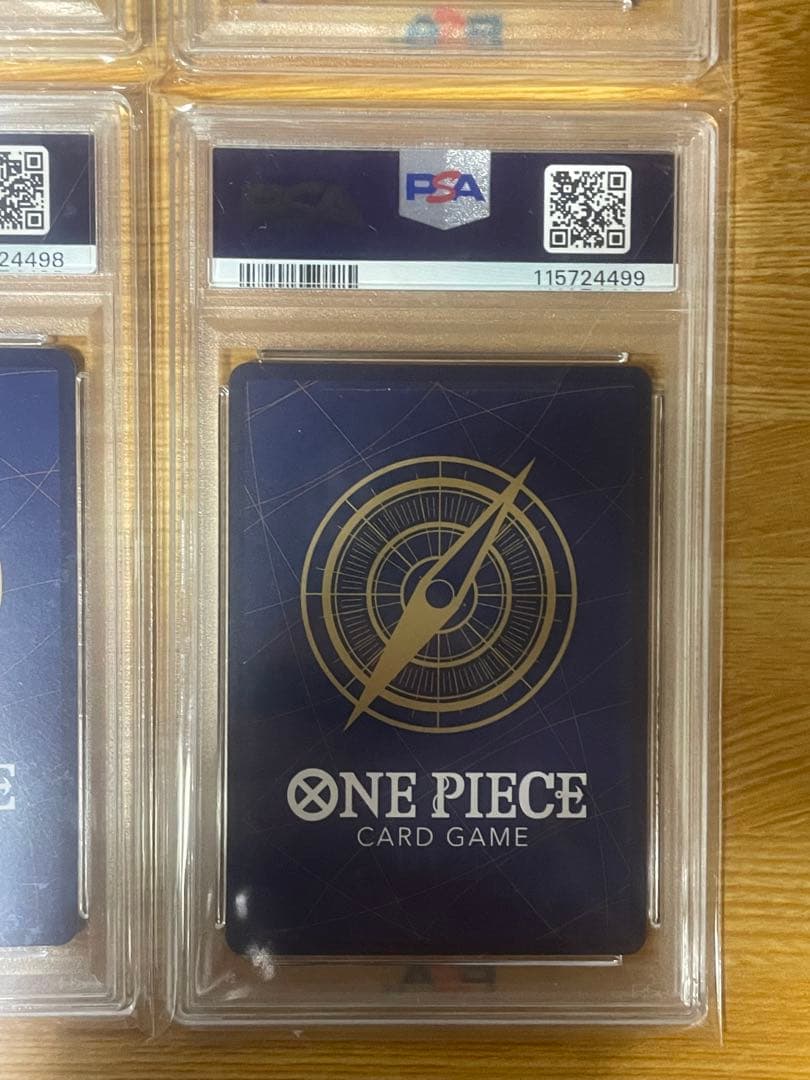 PSA
24498
115724499
ONE PIECE
CARD GAME
E